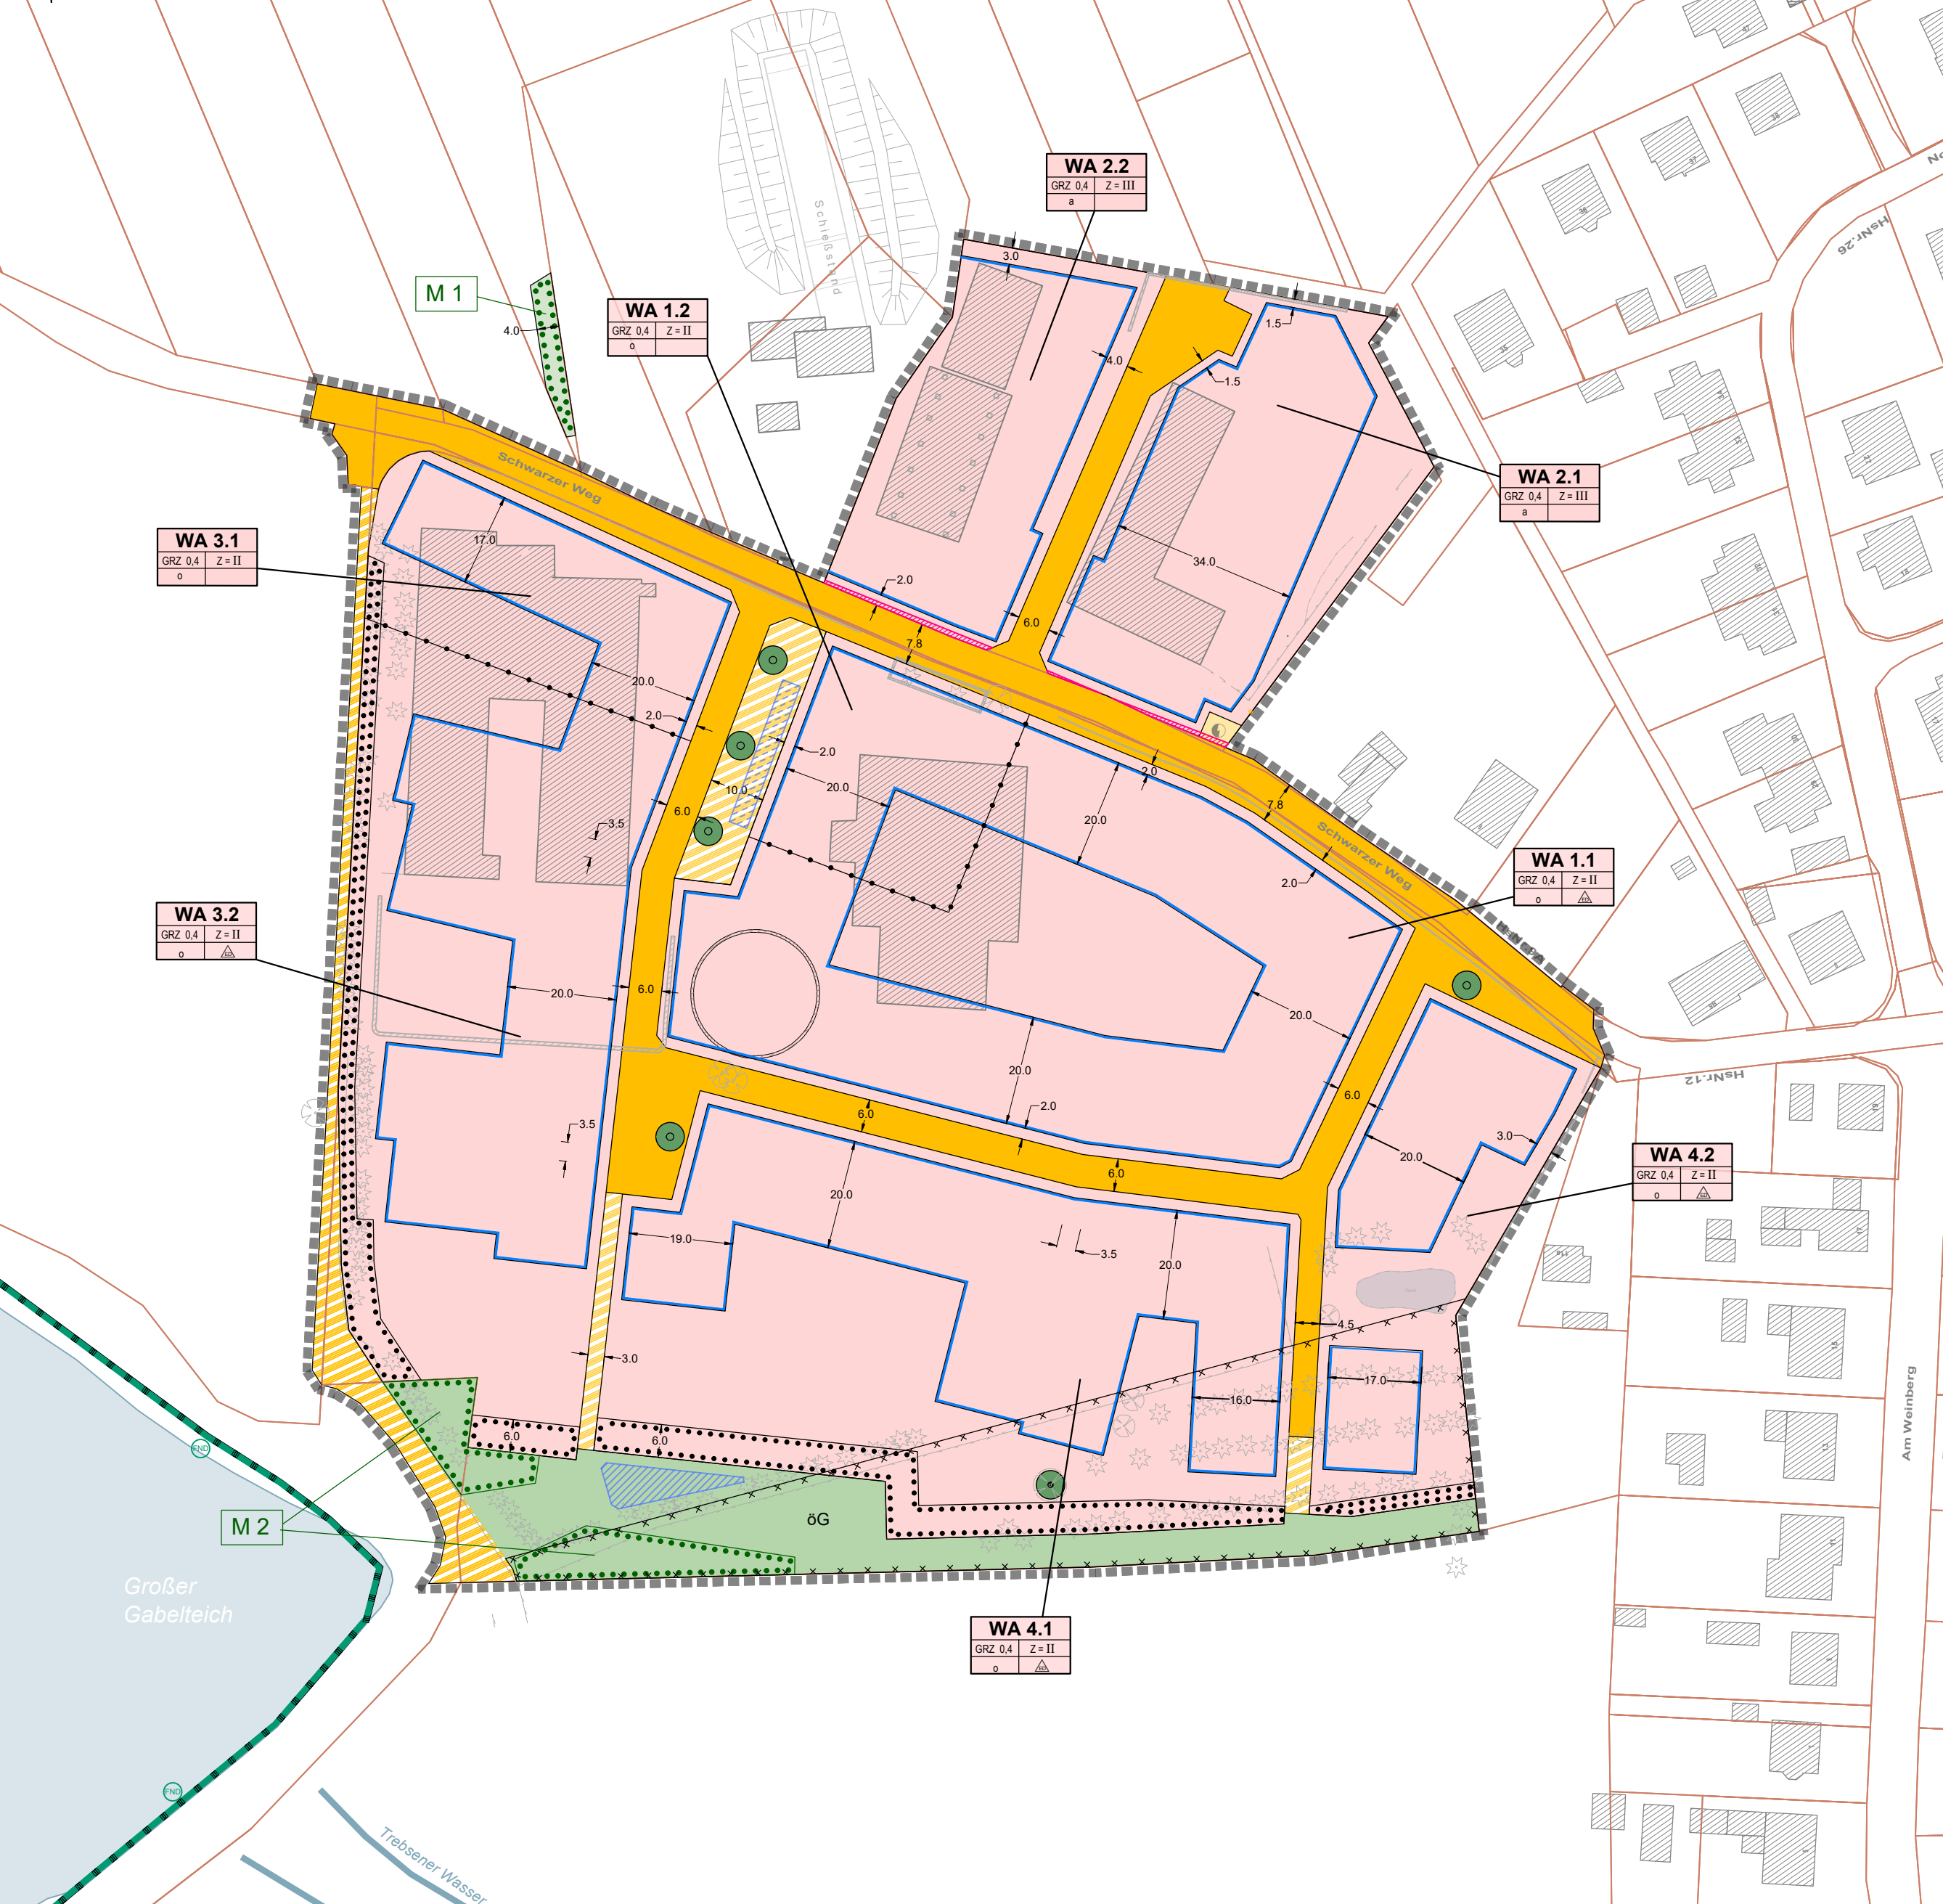 WA 2.2
GRZ 0,4 Z = III
a
M 1
4.0
WA 1.2
GRZ 0,4 Z = II
o
Schießstand
3.0
4.0
1.5
1.5
HsNr.26
WA 2.1
GRZ 0,4 Z = III
a
Schwarzer Weg
17.0
WA 3.1
GRZ 0,4 Z = II
o
34.0
2.0
6.0
7.8
20.0
2.0
2.0
10.0
20.0
6.0
3.5
20.0
2.0
7.8
Schwarzer Weg
2.0
WA 1.1
GRZ 0,4 Z = II
o
WA 3.2
GRZ 0,4 Z = II
o
20.0
6.0
20.0
20.0
2.0
6.0
6.0
HsNr.12
3.5
6.0
3.0
20.0
WA 4.2
GRZ 0,4 Z = II
o
20.0
19.0
3.5
20.0
4.5
3.0
17.0
16.0
6.0
6.0
Am Weinberg
FND
M 2
öG
Großer
Gabelteich
WA 4.1
GRZ 0,4 Z = II
o
FND
Trebsener Wasser